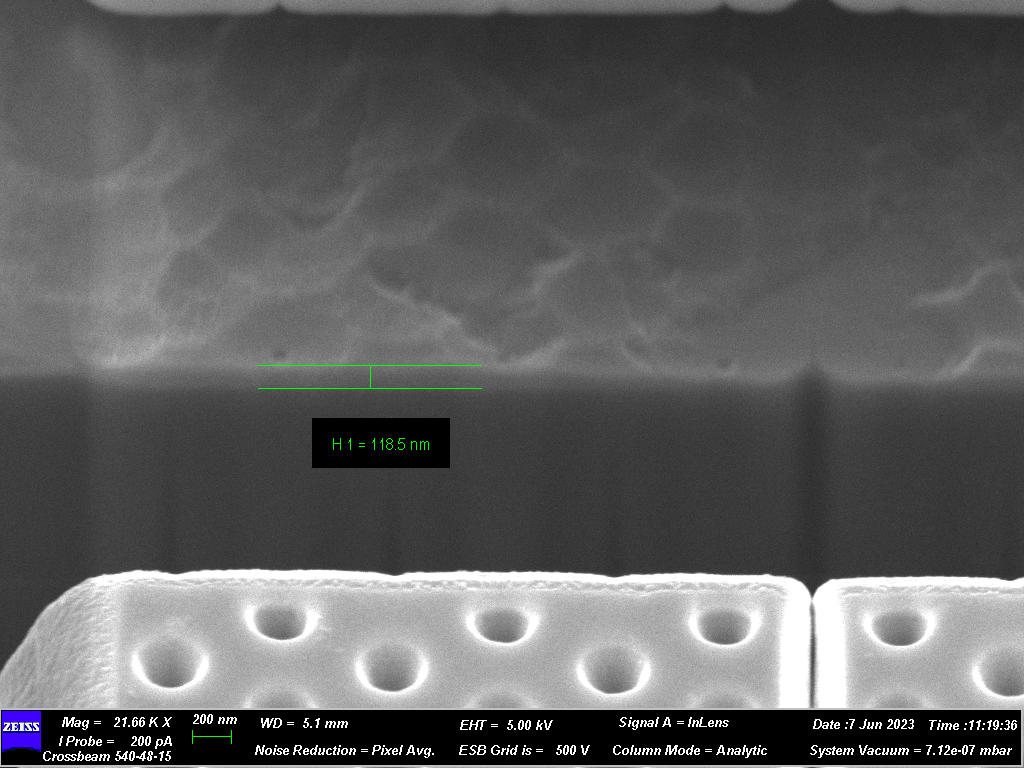 H 1 = 118.5 nm
ZEISS
Mag = 21.66 K X
200 nm
WD = 5.1 mm
EHT = 5.00 kV
Signal A = InLens
Date :7 Jun 2023 Time :11:19:36
I Probe = 200 pA
Noise Reduction = Pixel Avg.
ESB Grid is = 500 V
Column Mode = Analytic
System Vacuum = 7.12e-07 mbar
Crossbeam 540-48-15